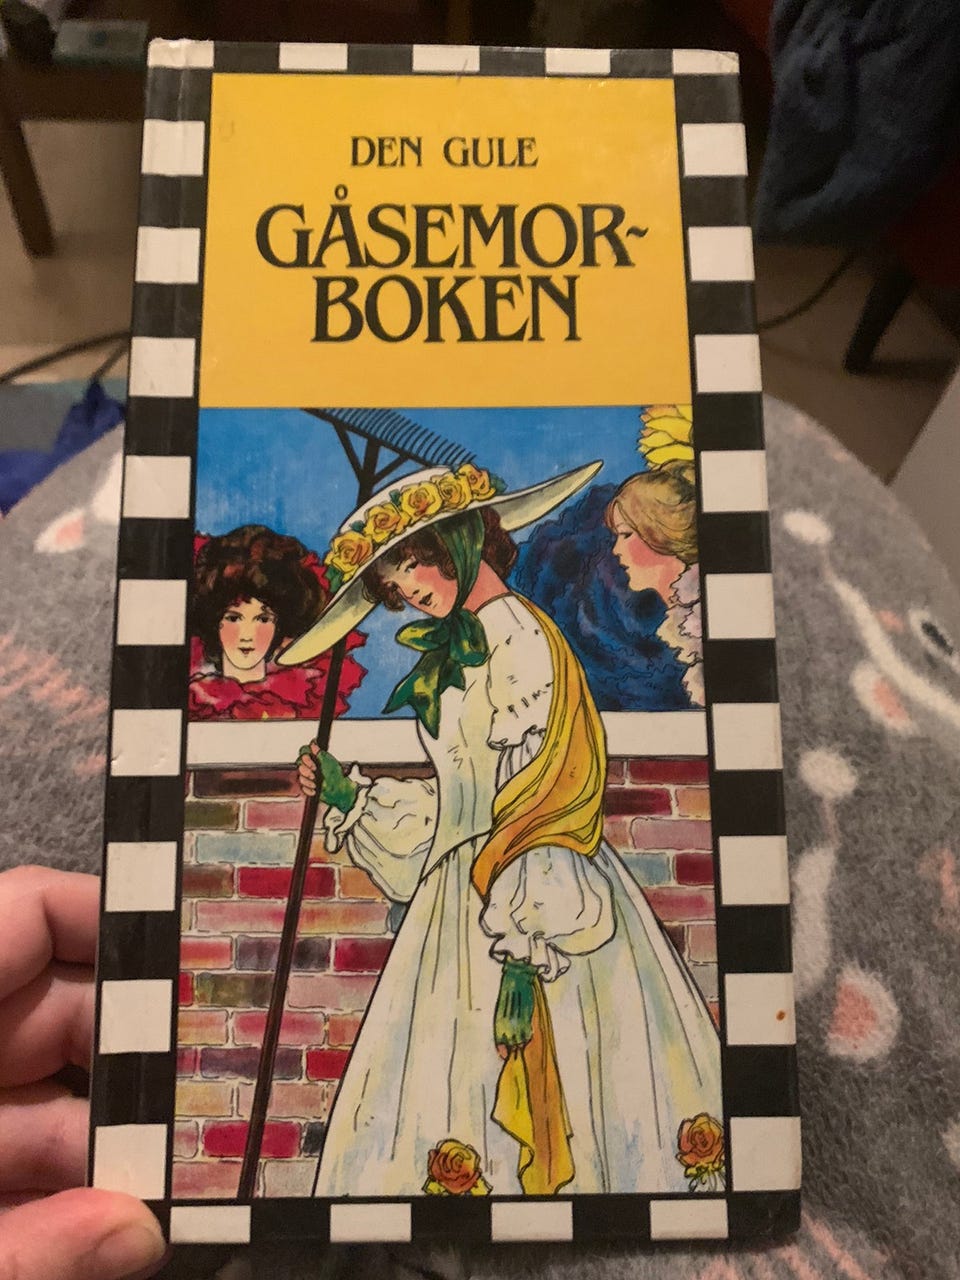 DEN GULE
GÅSEMOR-
BOKEN